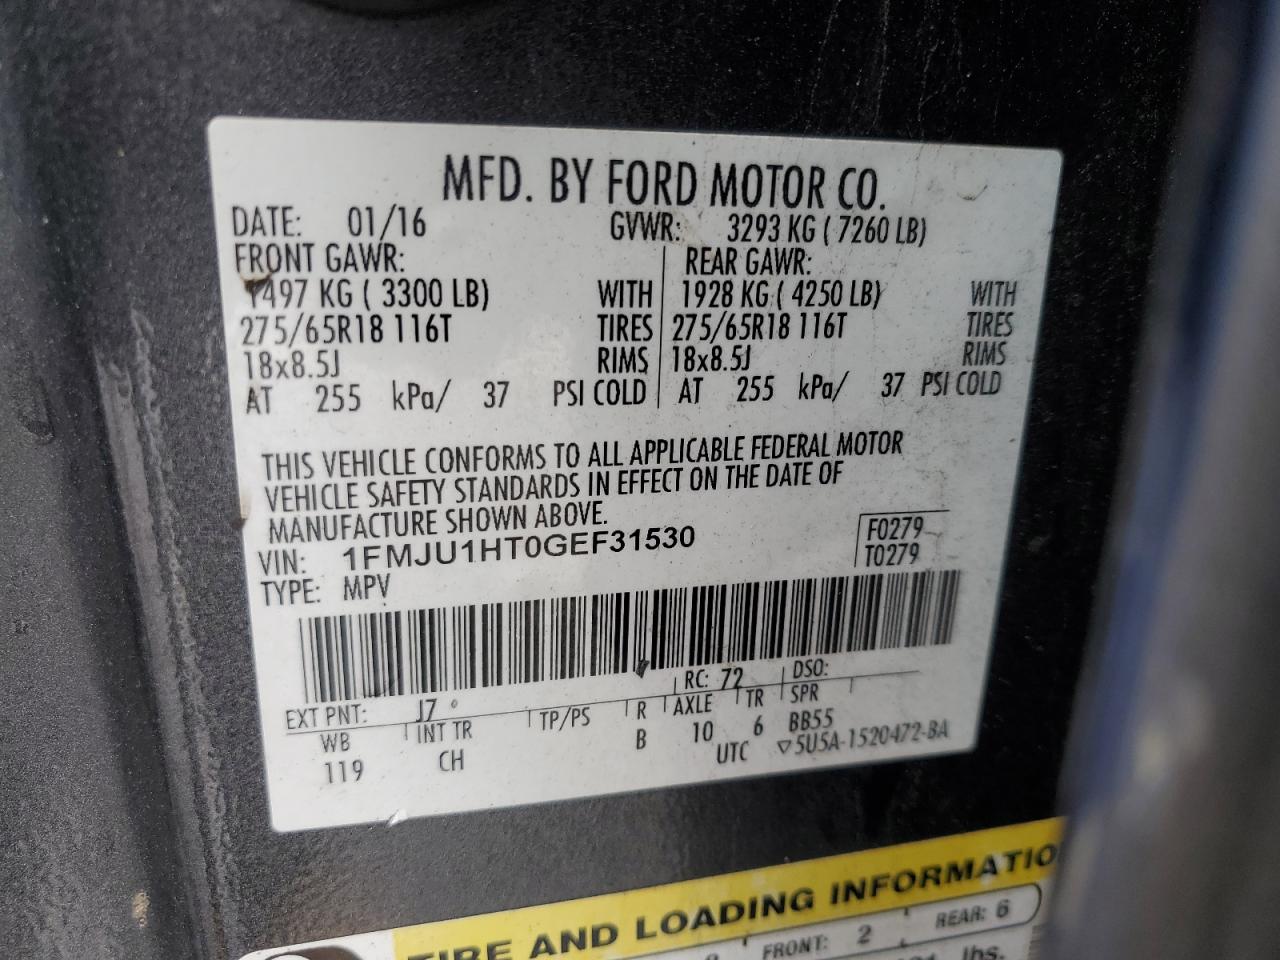 MFD. BY FORD MOTOR CO.
DATE: 01/16 GVWR: 3293 KG ( 7260 LB)
FRONT GAWR: REAR GAWR:
1497 KG ( 3300 LB) WITH 1928 KG ( 4250 LB) WITH
275/65R18 116T TIRES 275/65R18 116T TIRES
18x8.5J RIMS 18x8.5J RIMS
AT 255 kPa/ 37 PSI COLD AT 255 kPa/ 37 PSI COLD
THIS VEHICLE CONFORMS TO ALL APPLICABLE FEDERAL MOTOR
VEHICLE SAFETY STANDARDS IN EFFECT ON THE DATE OF
MANUFACTURE SHOWN ABOVE.
VIN: 1FMJU1HT0GEF31530 F0279
TYPE: MPV T0279
EXT PNT: J7 RC: 72 DSO:
WB INT TR TP/PS R AXLE TR SPR
119 CH B 10 6 BB55
UTC ▽5U5A-1520472-BA
TIRE AND LOADING INFORMATIO
FRONT: 2 REAR: 6
lbs.